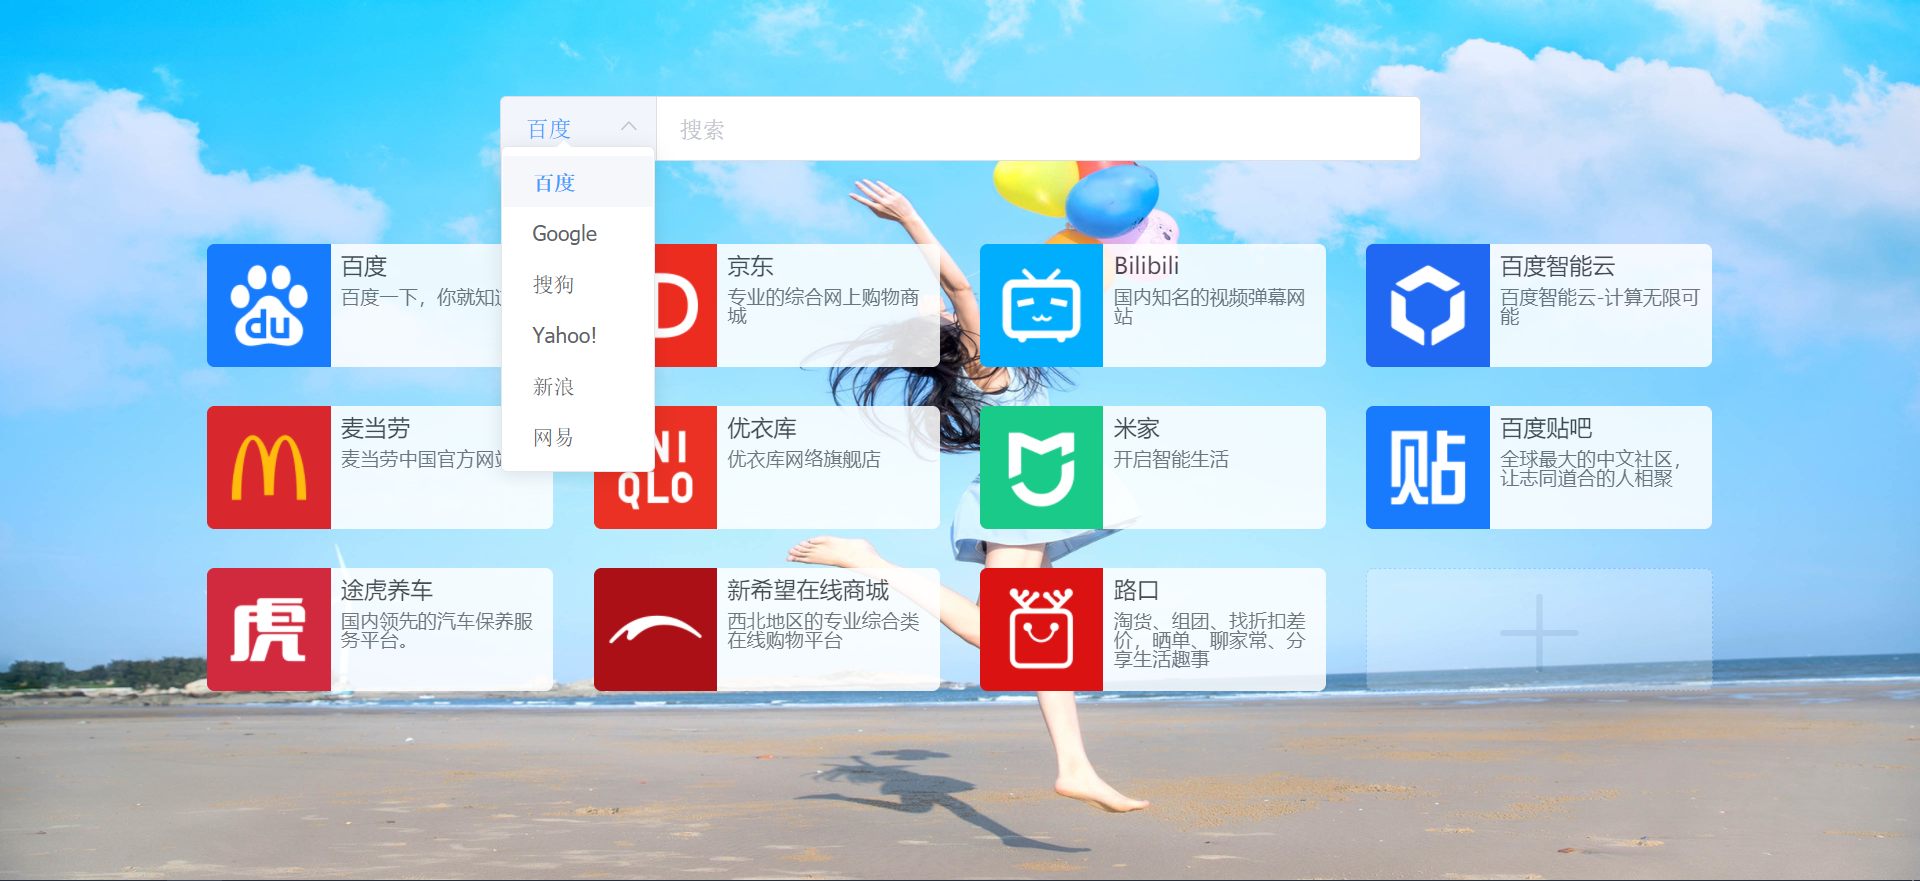 百度
搜索
百度
Google
搜狗
Yahoo!
新浪
网易
du
百度
百度一下，你就知
D
京东
专业的综合网上购物商
城
Bilibili
国内知名的视频弹幕网
站
百度智能云
百度智能云-计算无限可
能
麦当劳
麦当劳中国官方网
NI
QLO
优衣库
优衣库网络旗舰店
米家
开启智能生活
贴
百度贴吧
全球最大的中文社区，
让志同道合的人相聚
虎
途虎养车
国内领先的汽车保养服
务平台。
新希望在线商城
西北地区的专业综合类
在线购物平台
路口
淘货、组团、找折扣差
价，晒单、聊家常、分
享生活趣事